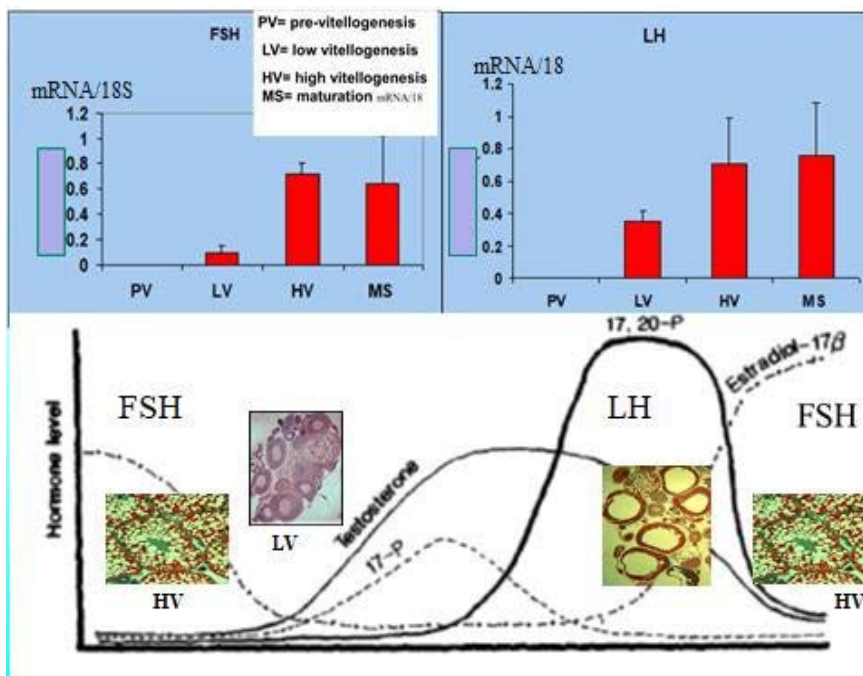 FSH
PV= pre-vitellogenesis
LV= low vitellogenesis
HV= high vitellogenesis
MS= maturation mRNA/18
mRNA/18S
1.2
1
0.8
0.6
0.4
0.2
0
PV LV HV MS
LH
mRNA/18
1.2
1
0.8
0.6
0.4
0.2
0
PV LV HV MS
Hormone level
FSH
HV
LV
Testosterone
17-P
17, 20-P
LH
Estradiol-17β
FSH
HV